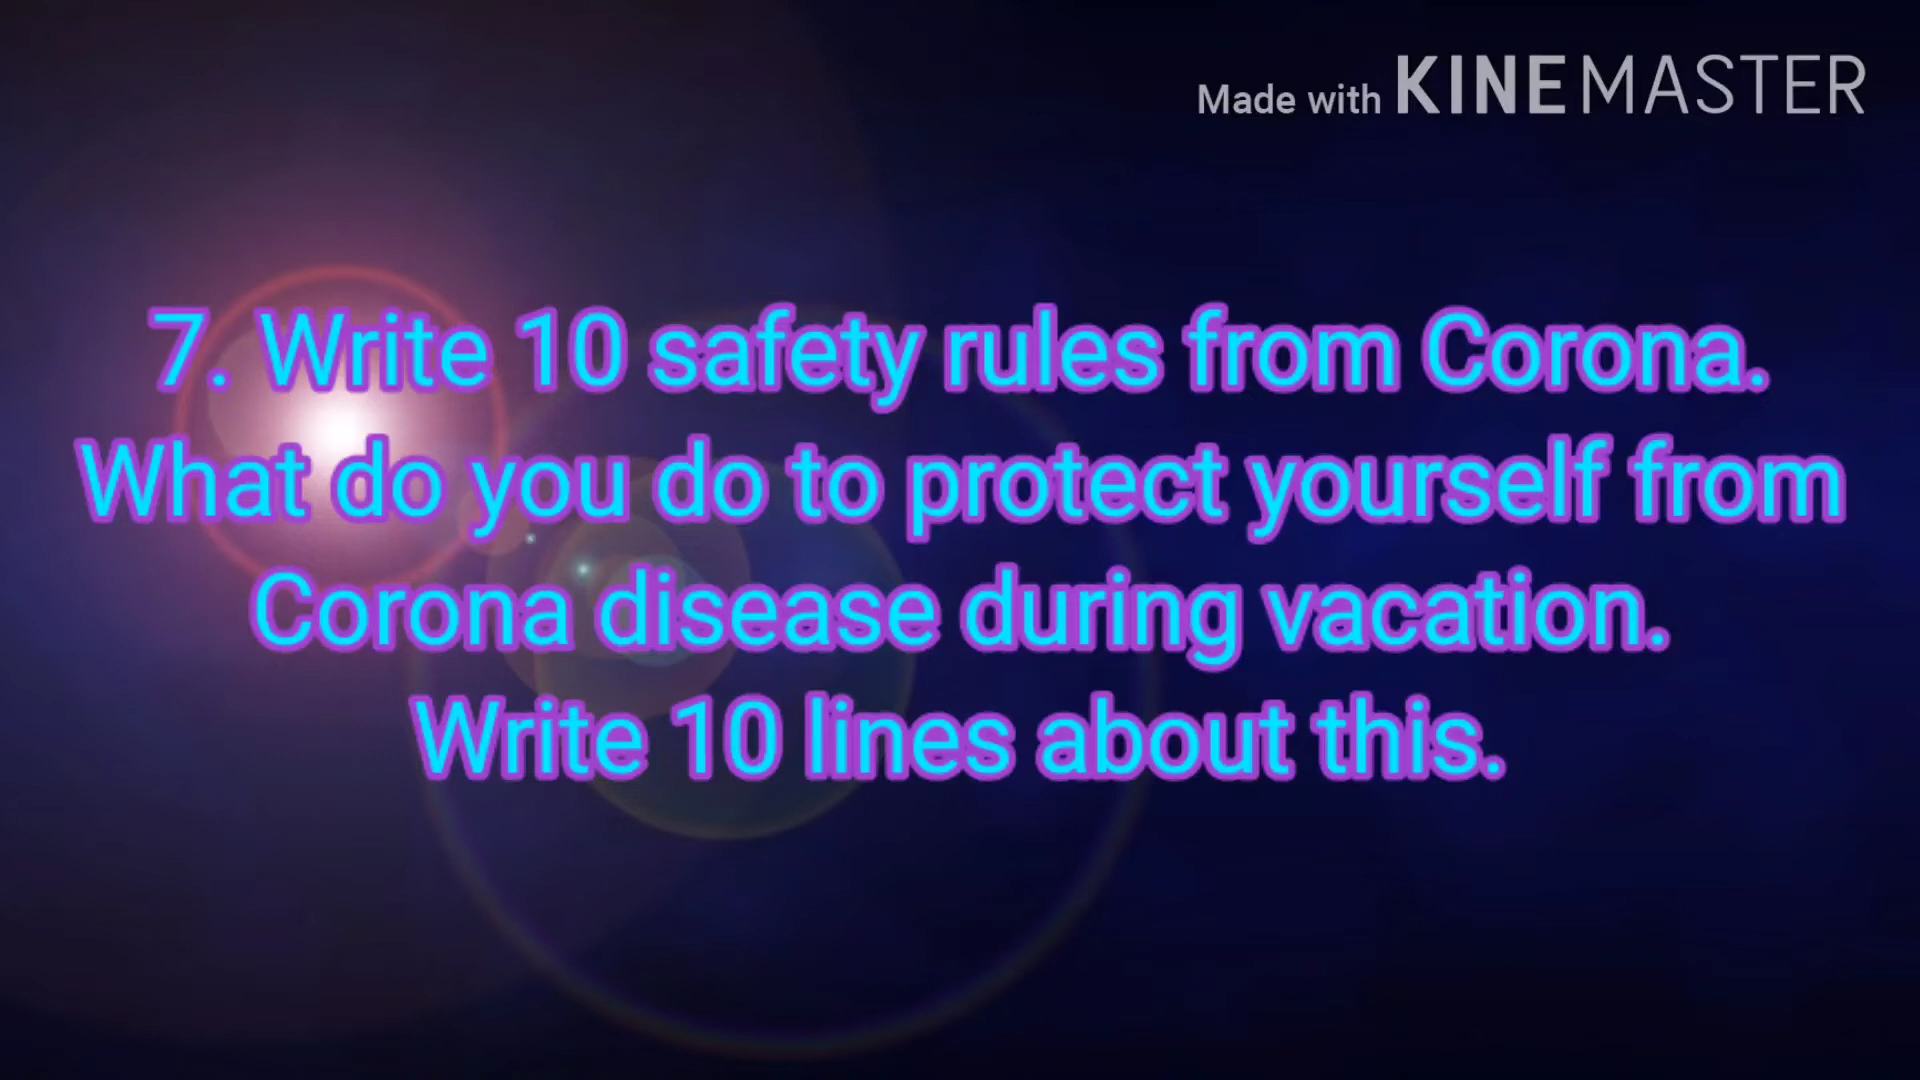 Made with KINEMASTER
7. Write 10 safety rules from Corona.
What do you do to protect yourself from
Corona disease during vacation.
Write 10 lines about this.